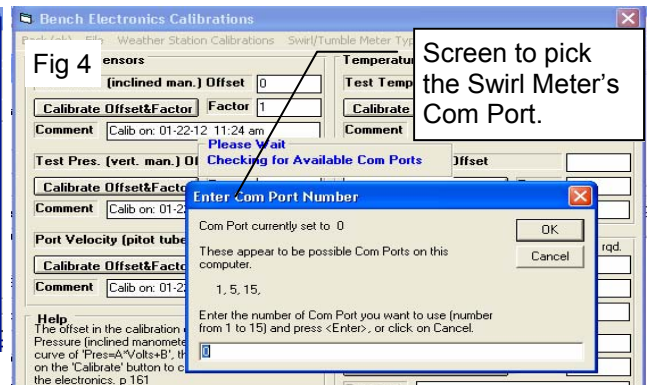 Bench Electronics Calibrations
Back (ok) File Weather Station Calibrations Swirl/Tumble Meter Typ
Fig 4
Screen to pick
the Swirl Meter's
Com Port.
ensors
(inclined man.) Offset 0
Calibrate Offset&Factor Factor 1
Comment Calib on: 01-22-12 11:24 am
Test Temp
Calibrate
Comment
Please Wait
Checking for Available Com Ports
Test Pres. (vert. man.)
Offset
Calibrate Offset&Facto
Comment Calib on: 01-2
Port Velocity (pitot tube
rqd.
Calibrate Offset&Facto
Comment Calib on: 01-2
Enter Com Port Number
Com Port currently set to 0
OK
Cancel
These appear to be possible Com Ports on this
computer.
1, 5, 15,
Enter the number of Com Port you want to use (number
from 1 to 15) and press <Enter>, or click on Cancel.
0
Help
The offset in the calibration
Pressure (inclined manomete
curve of 'Pres=A*Volts+B', th
on the 'Calibrate' button to c
the electronics. p 161